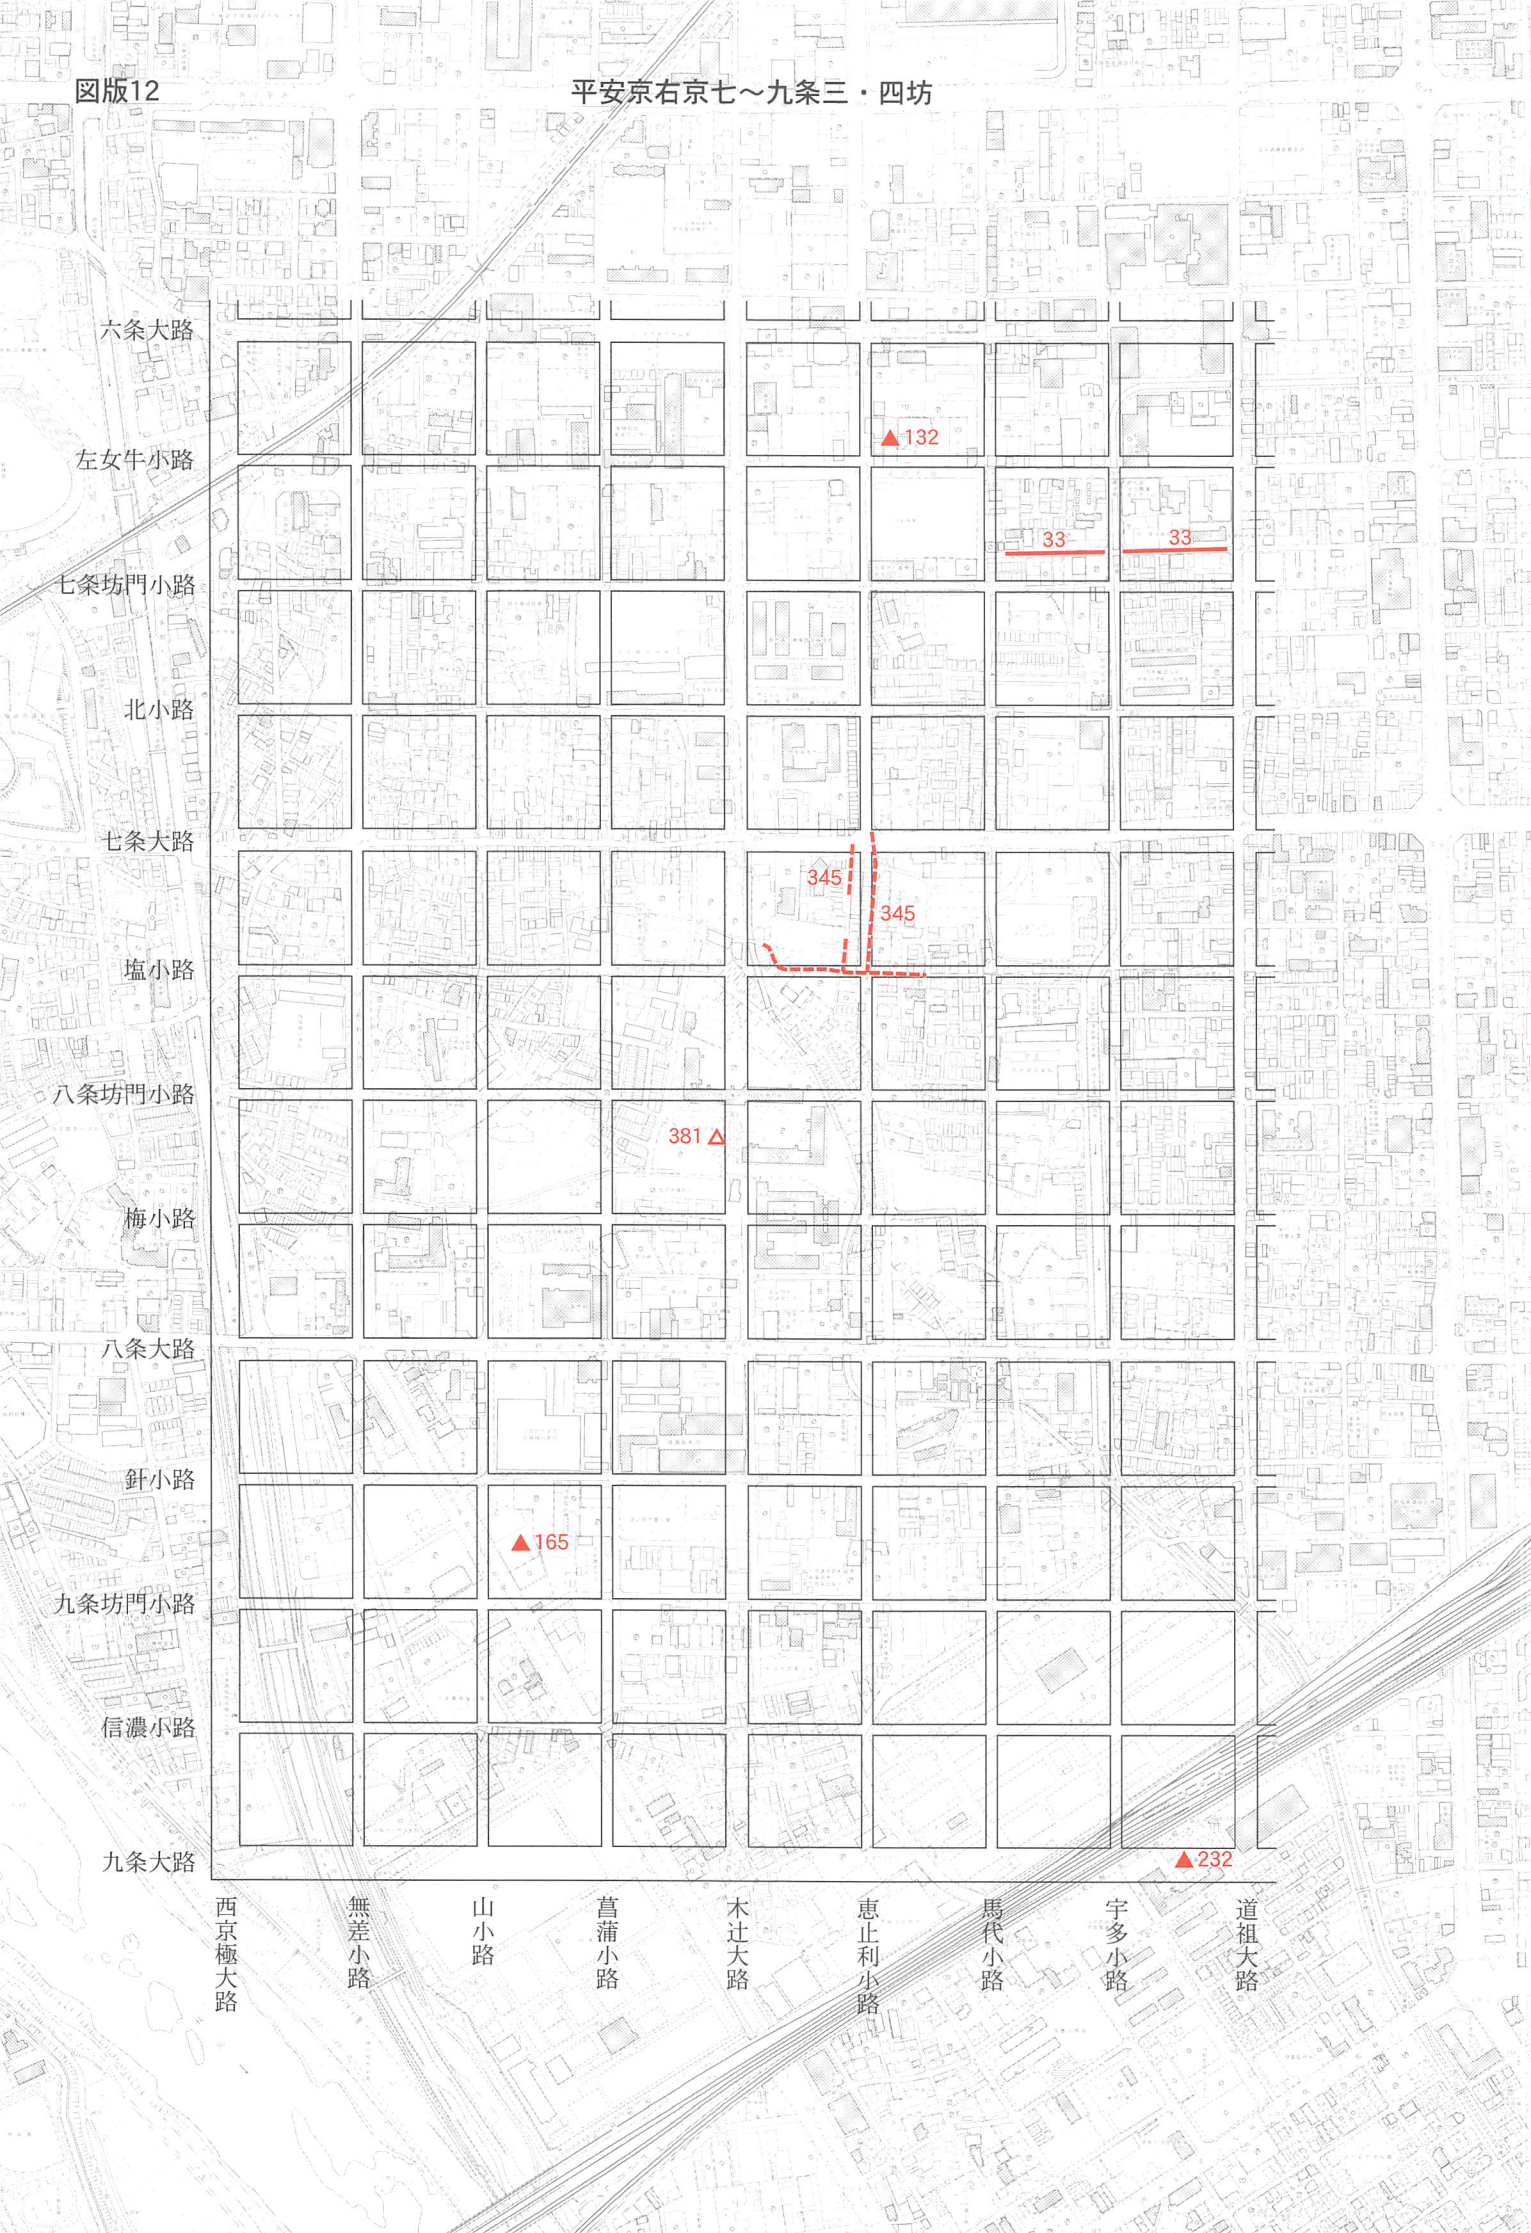 図版12
平安京右京七～九条三・四坊
六条大路
132
左女牛小路
33
33
七条坊門小路
北小路
七条大路
345
345
塩小路
八条坊門小路
381
梅小路
八条大路
針小路
165
九条坊門小路
信濃小路
九条大路
232
西京極大路
無差小路
山小路
菖蒲小路
木辻大路
恵止利小路
馬代小路
宇多小路
道祖大路